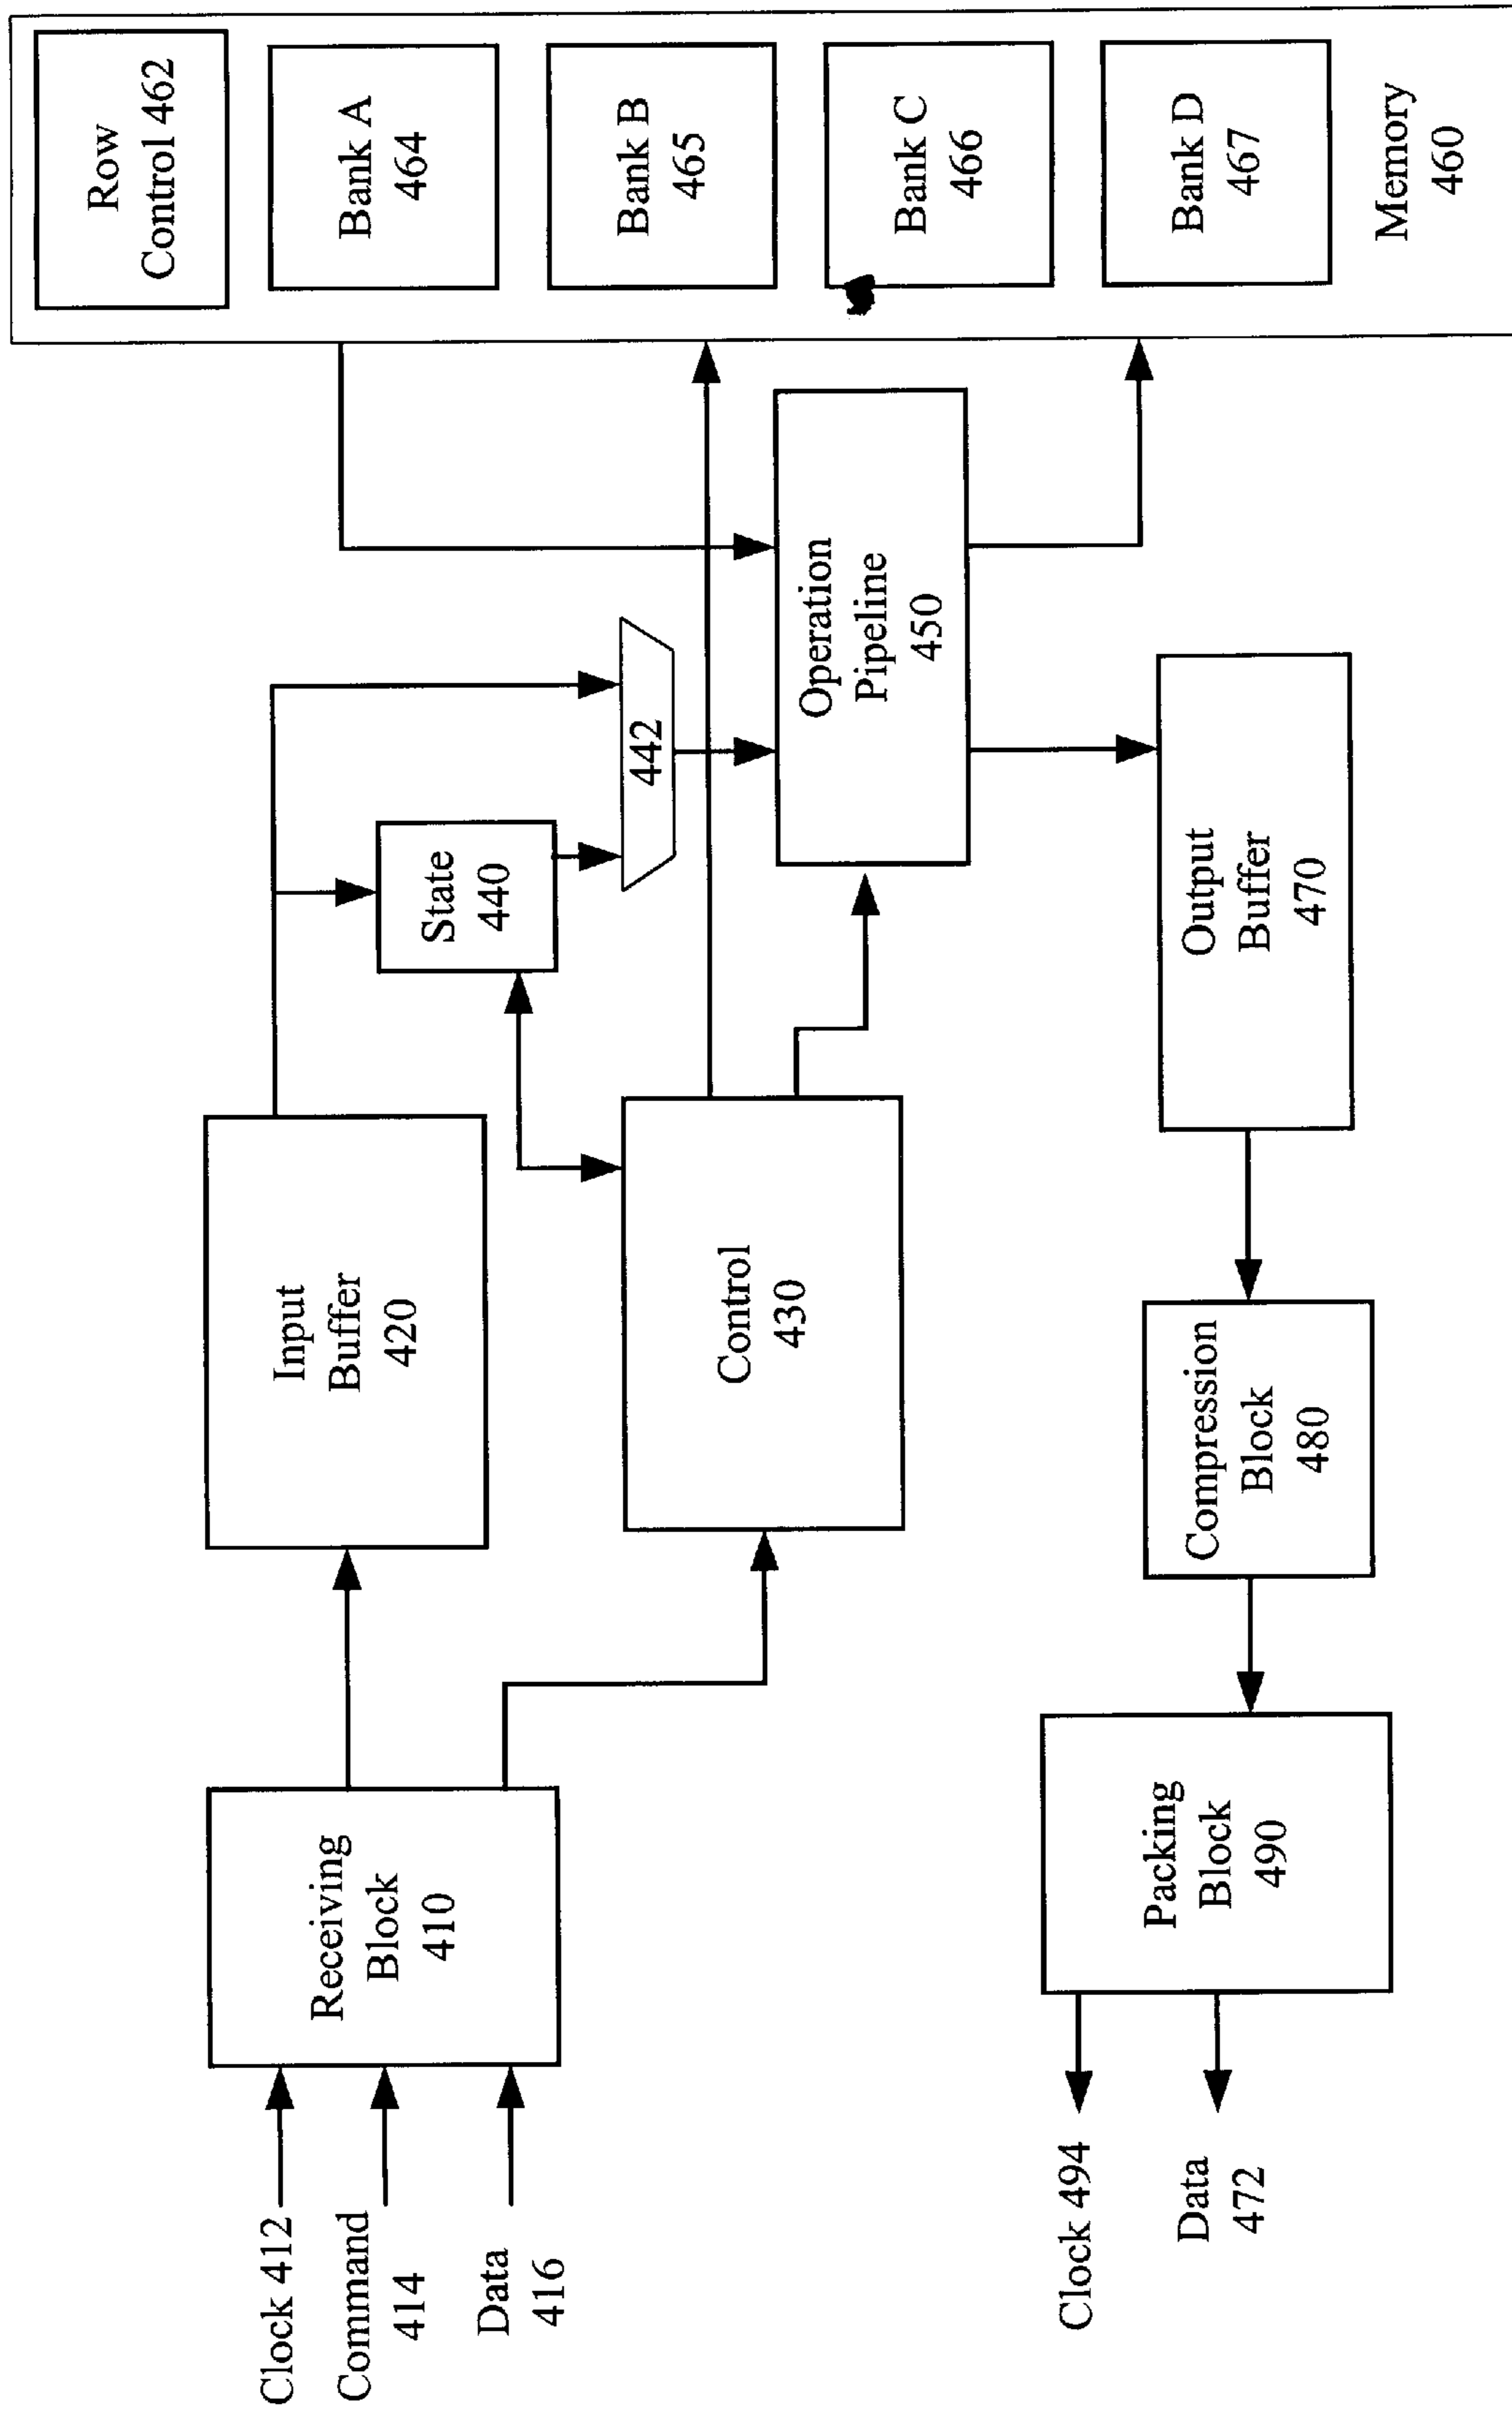 Clock 412
Command
414
Data
416
Receiving
Block
410
Input
Buffer
420
Control
430
State
440
442
Operation
Pipeline
450
Row
Control 462
Bank A
464
Bank B
465
Bank C
466
Bank D
467
Memory
460
Output
Buffer
470
Compression
Block
480
Packing
Block
490
Clock 494
Data
472